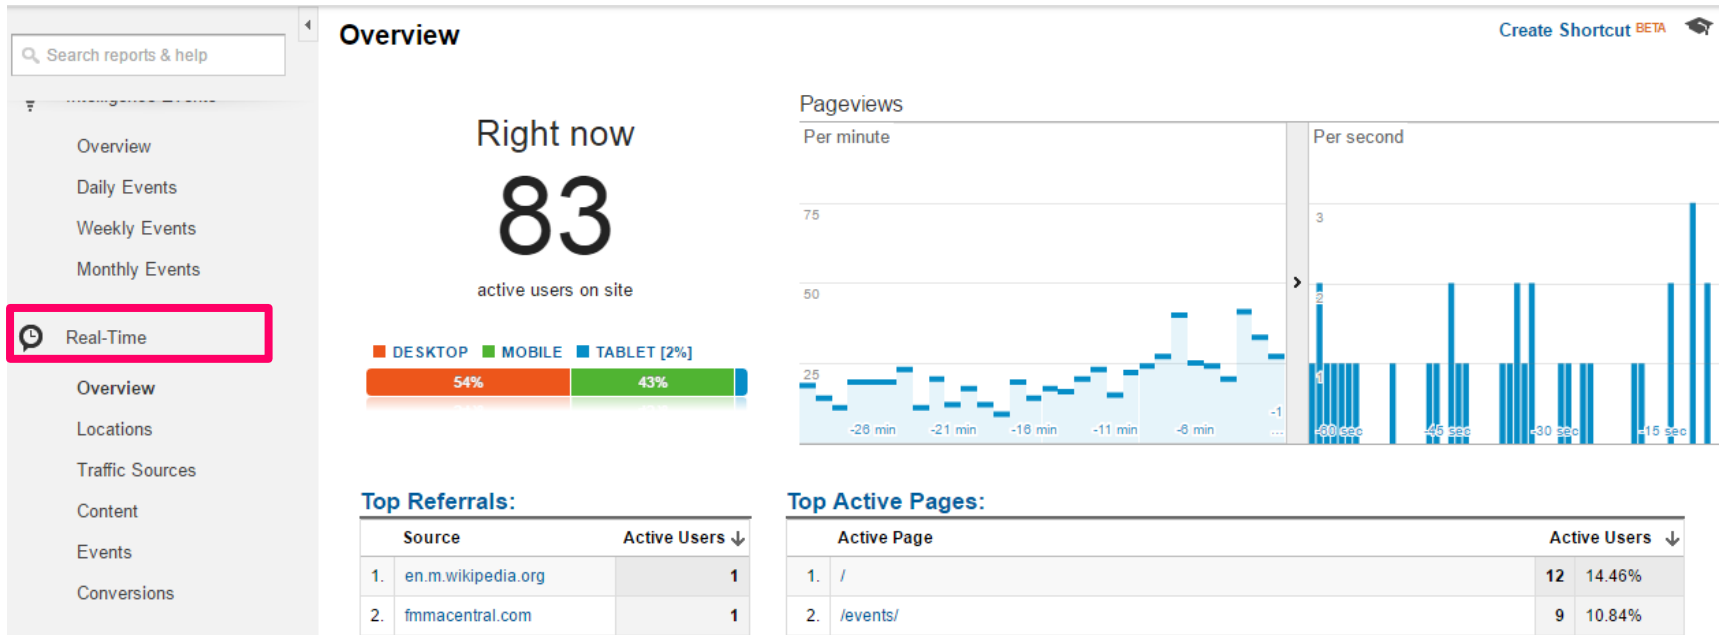 Search reports & help
Overview
Daily Events
Weekly Events
Monthly Events
Real-Time
Overview
Locations
Traffic Sources
Content
Events
Conversions
Overview
Create Shortcut BETA
Right now
83
active users on site
DESKTOP MOBILE TABLET [2%]
54% 43%
Pageviews
Per minute
75
50
25
-26 min -21 min -16 min -11 min -6 min -1
...
Per second
3
2
1
-60 sec -45 sec -30 sec -15 sec
Top Referrals:
Source Active Users
1. en.m.wikipedia.org 1
2. fmmacentral.com 1
Top Active Pages:
Active Page Active Users
1. / 12 14.46%
2. /events/ 9 10.84%